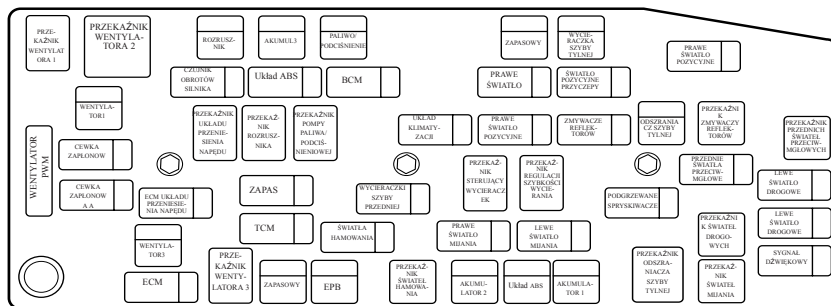 PRZE-
KAŹNIK
WENTYLAT
ORA 1
PRZEKAŹNIK
WENTYLA-
TORA 2
ROZRUSZ-
NIK
AKUMUL3
PALIWO/
PODCIŚNIENIE
ZAPASOWY
WYCIE-
RACZKA
SZYBY
TYLNEJ
PRAWE
ŚWIATŁO
POZYCYJNE
CZUJNIK
OBROTÓW
SILNIKA
Układ ABS
BCM
PRAWE
ŚWIATŁO
ŚWIATŁO
POZYCYJNE
PRZYCZEPY
WENTYLA-
TOR1
PRZEKAŹNIK
UKŁADU
PRZENIE-
SIENIA
NAPĘDU
PRZEKAŹ-
NIK
ROZRUSZ-
NIKA
PRZEKAŹNIK
POMPY
PALIWA/
PODCIŚ-
NIENIOWEJ
UKŁAD
KLIMATY-
ZACJI
PRAWE
ŚWIATŁO
POZYCYJNE
ZMYWACZE
REFLEK-
TORÓW
ODSZRANIA
CZ SZYBY
TYLNEJ
PRZEKAŹNI
K
ZMYWACZY
REFLEK-
TORÓW
PRZEKAŹNIK
PRZEDNICH
ŚWIATEŁ
PRZECIW-
MGŁOWYCH
WENTYLATOR
PWM
CEWKA
ZAPŁONOW
CEWKA
ZAPŁONOW
A A
ECM UKŁADU
PRZENIESIE-
NIA NAPĘDU
ZAPAS
WYCIERACZKI
SZYBY
PRZEDNIEJ
PRZEKAŹ-
NIK
STERUJĄCY
WYCIERACZ
EK
PRZEKAŹ-
NIK
REGULACJI
SZYBKOŚCI
WYCIE-
RANIA
PODGRZEWANE
SPRYSKIWACZE
PRZEDNIE
ŚWIATŁA
PRZECIW-
MGŁOWE
LEWE
ŚWIATŁO
DROGOWE
WENTYLA-
TOR3
TCM
ŚWIATŁA
HAMOWANIA
PRAWE
ŚWIATŁO
MIJANIA
LEWE
ŚWIATŁO
MIJANIA
PRZEKAŹNI
K ŚWIATEŁ
DROGO-
WYCH
LEWE
ŚWIATŁO
DROGOWE
ECM
PRZE-
KAŹNIK
WENTY-
LATORA 3
ZAPASOWY
EPB
PRZEKAŹ-
NIK
ŚWIATEŁ
HAMOWA-
NIA
AKUMU-
LATOR 2
Układ ABS
AKUMULA-
TOR 1
PRZEKAŹNIK
ODSZRA-
NIACZA
SZYBY
TYLNEJ
PRZEKAŹ-
NIK
ŚWIATEŁ
MIJANIA
SYGNAŁ
DŹWIĘKOWY